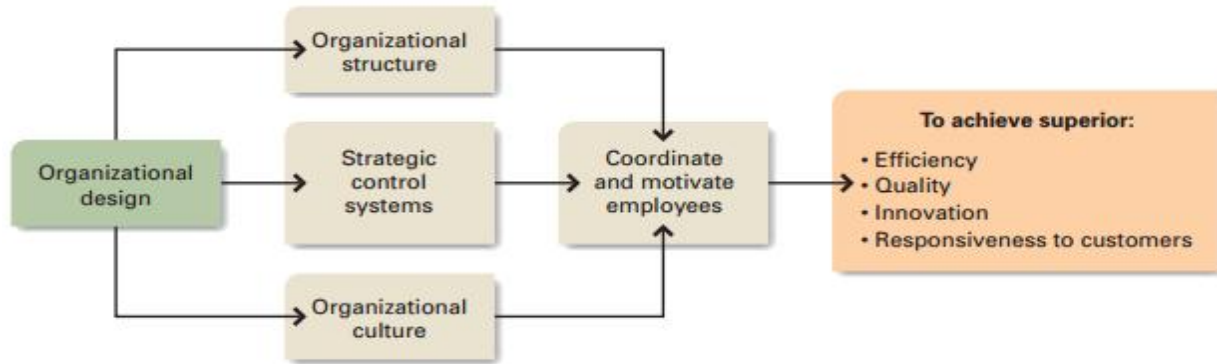 Organizational
structure
Organizational
design
Strategic
control
systems
Organizational
culture
Coordinate
and motivate
employees
To achieve superior:
• Efficiency
• Quality
• Innovation
• Responsiveness to customers